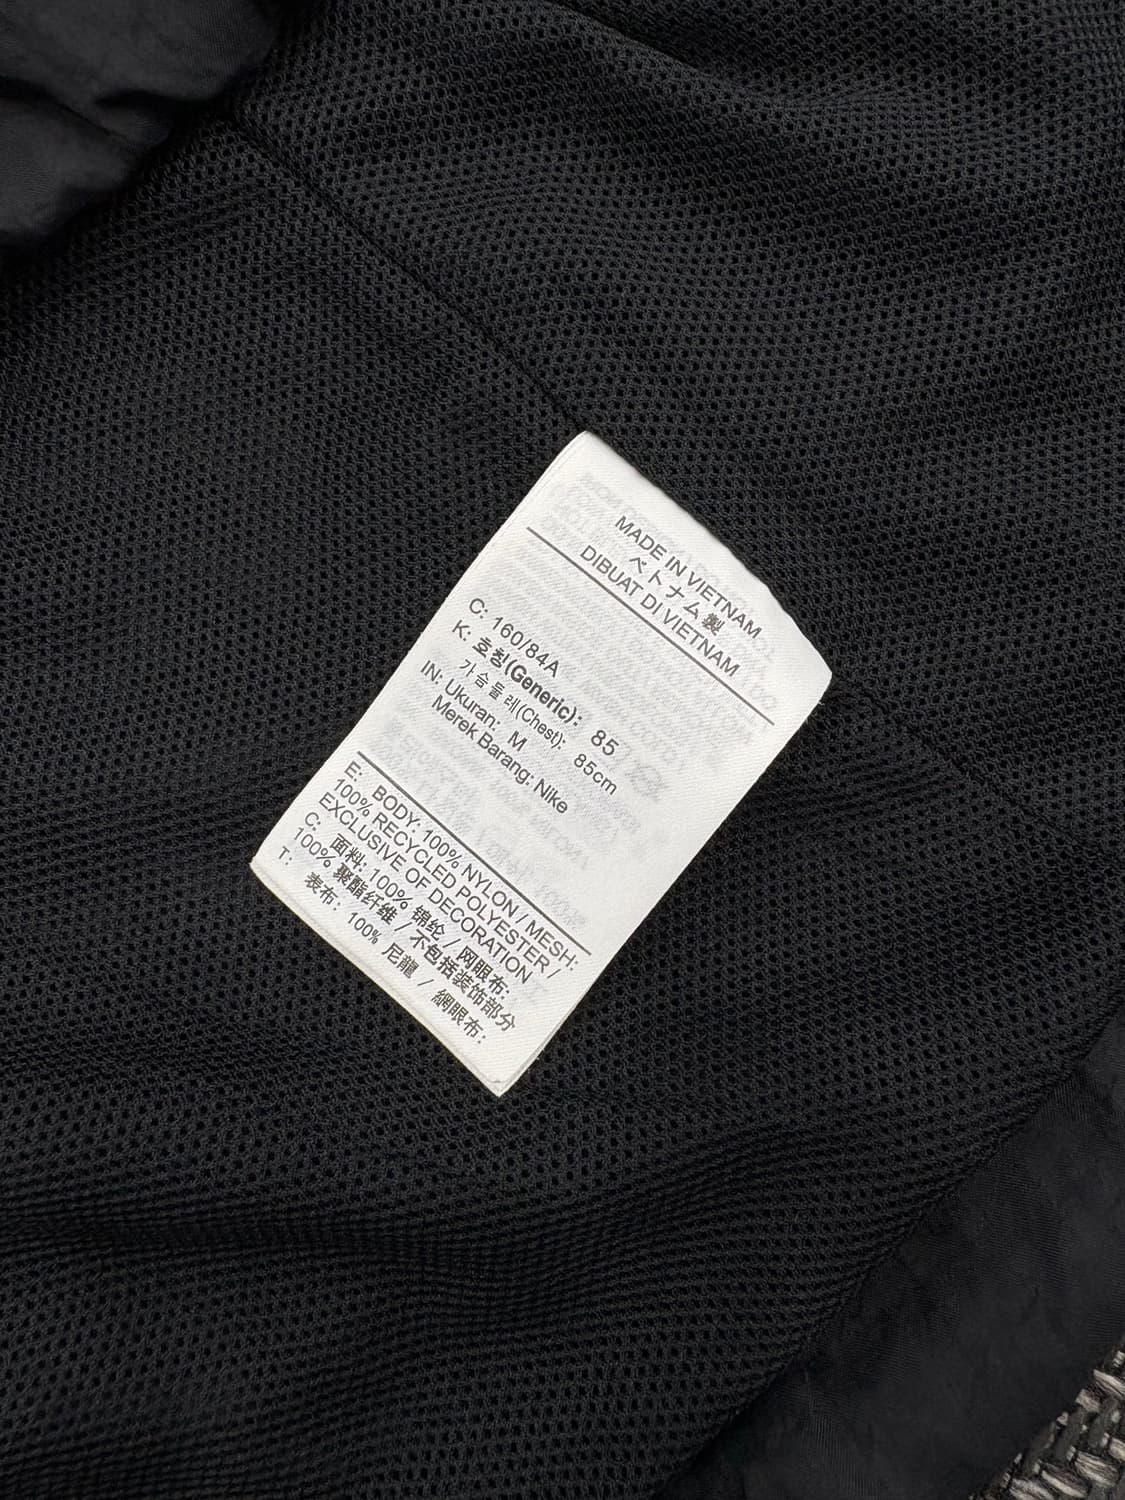 MADE IN VIETNAM
ベトナム製
DIBUAT DI VIETNAM
C: 160/84A
K: 호칭(Generic): 85
가슴둘레(Chest): 85cm
IN: Ukuran: M
Merek Barang: Nike
E: BODY: 100% NYLON / MESH:
100% RECYCLED POLYESTER /
EXCLUSIVE OF DECORATION
C: 面料: 100% 锦纶 / 网眼布:
100% 聚酯纤维 / 不包括装饰部分
T: 表布: 100% 尼龍 / 網眼布: